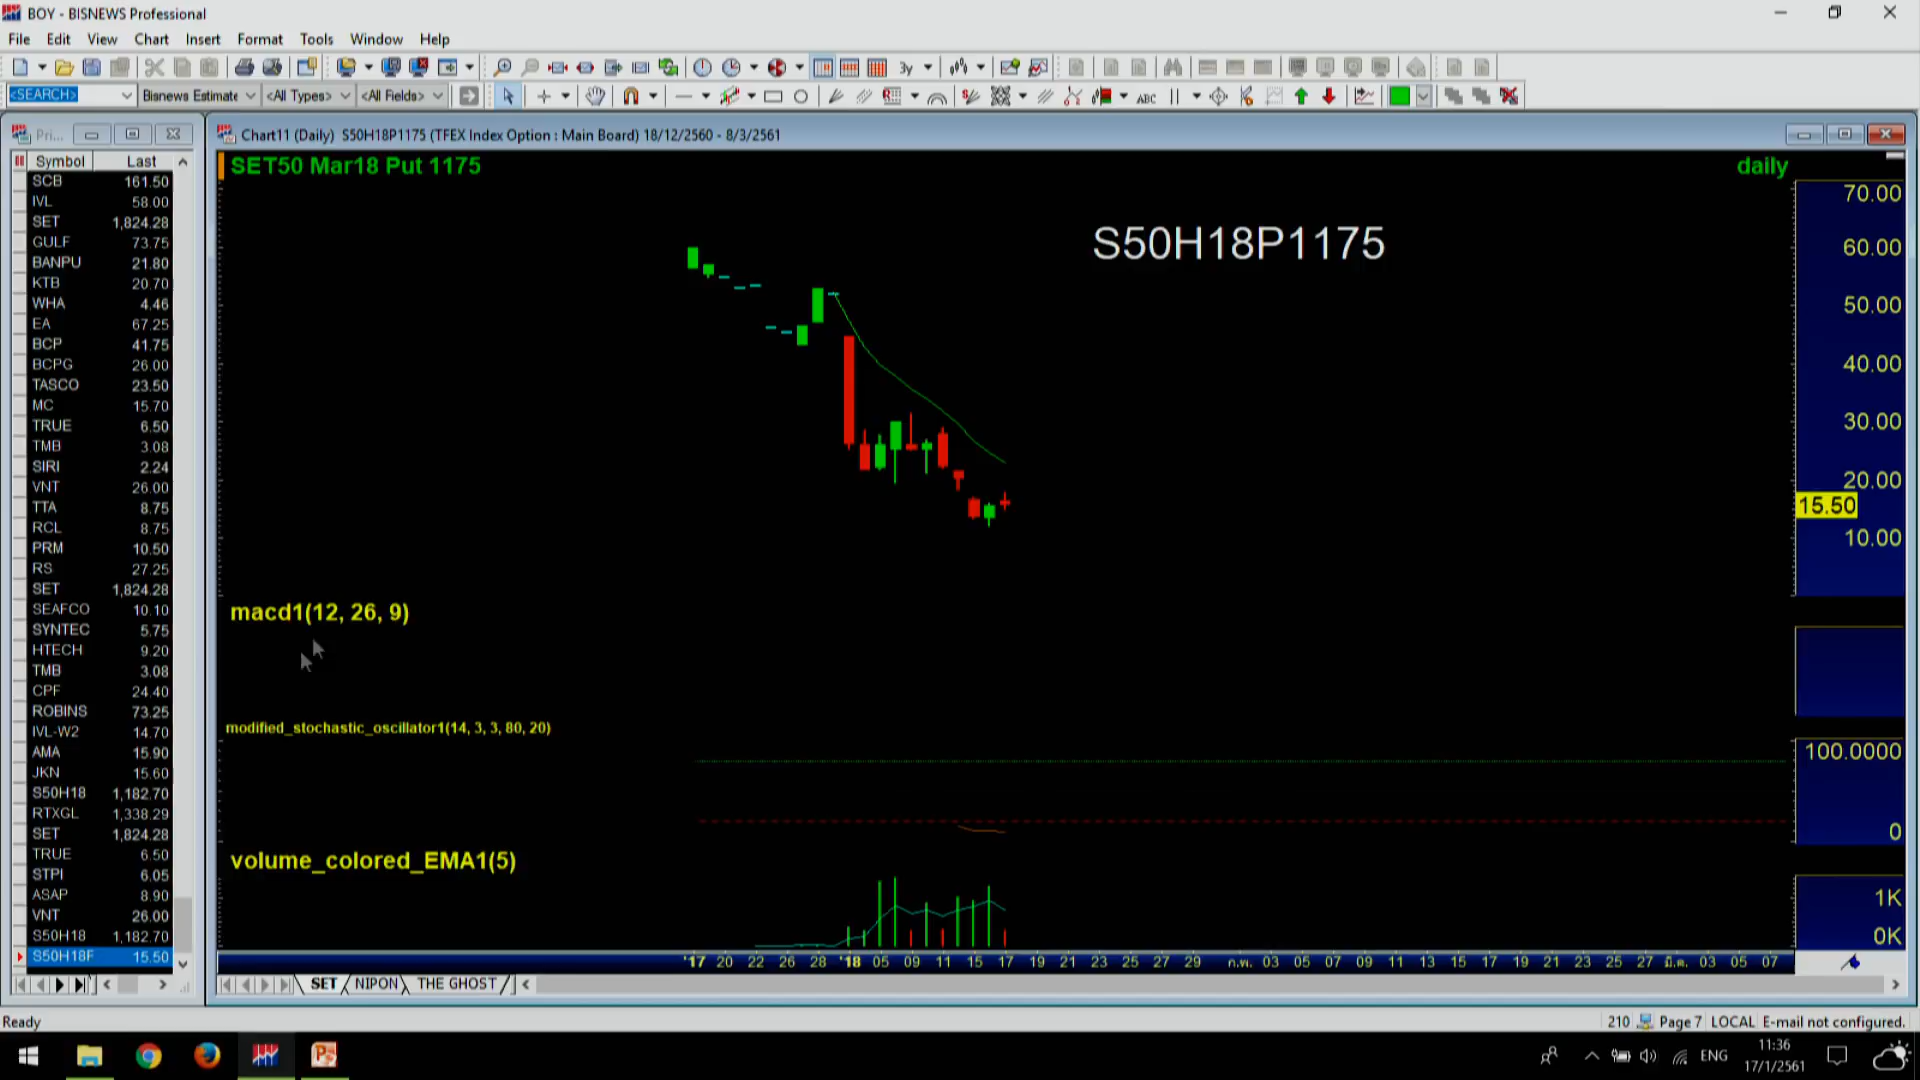 BOY - BISNEWS Professional
File Edit View Chart Insert Format Tools Window Help
3y
ABC
<SEARCH> Bisnews Estimate <All Types> <All Fields>
Pri...
Chart11 (Daily) S50H18P1175 (TFEX Index Option : Main Board) 18/12/2560 - 8/3/2561
Symbol Last
SCB 161.50
IVL 58.00
SET 1,824.28
GULF 73.75
BANPU 21.80
KTB 20.70
WHA 4.46
EA 67.25
BCP 41.75
BCPG 26.00
TASCO 23.50
MC 15.70
TRUE 6.50
TMB 3.08
SIRI 2.24
VNT 26.00
TTA 8.75
RCL 8.75
PRM 10.50
RS 27.25
SET 1,824.28
SEAFCO 10.10
SYNTEC 5.75
HTECH 9.20
TMB 3.08
CPF 24.40
ROBINS 73.25
IVL-W2 14.70
AMA 15.90
JKN 15.60
S50H18 1,182.70
RTXGL 1,338.29
SET 1,824.28
TRUE 6.50
STPI 6.05
ASAP 8.90
VNT 26.00
S50H18 1,182.70
S50H18F 15.50
SET50 Mar18 Put 1175
daily
S50H18P1175
70.00
60.00
50.00
40.00
30.00
20.00
15.50
10.00
macd1(12, 26, 9)
modified_stochastic_oscillator1(14, 3, 3, 80, 20)
100.0000
0
volume_colored_EMA1(5)
1K
0K
'17 20 22 26 28 '18 05 09 11 15 17 19 21 23 25 27 29 ก.พ. 03 05 07 09 11 13 15 17 19 21 23 25 27 มี.ค. 03 05 07
SET NIPON THE GHOST
Ready
210 Page 7 LOCAL E-mail not configured.
ENG
11:36
17/1/2561